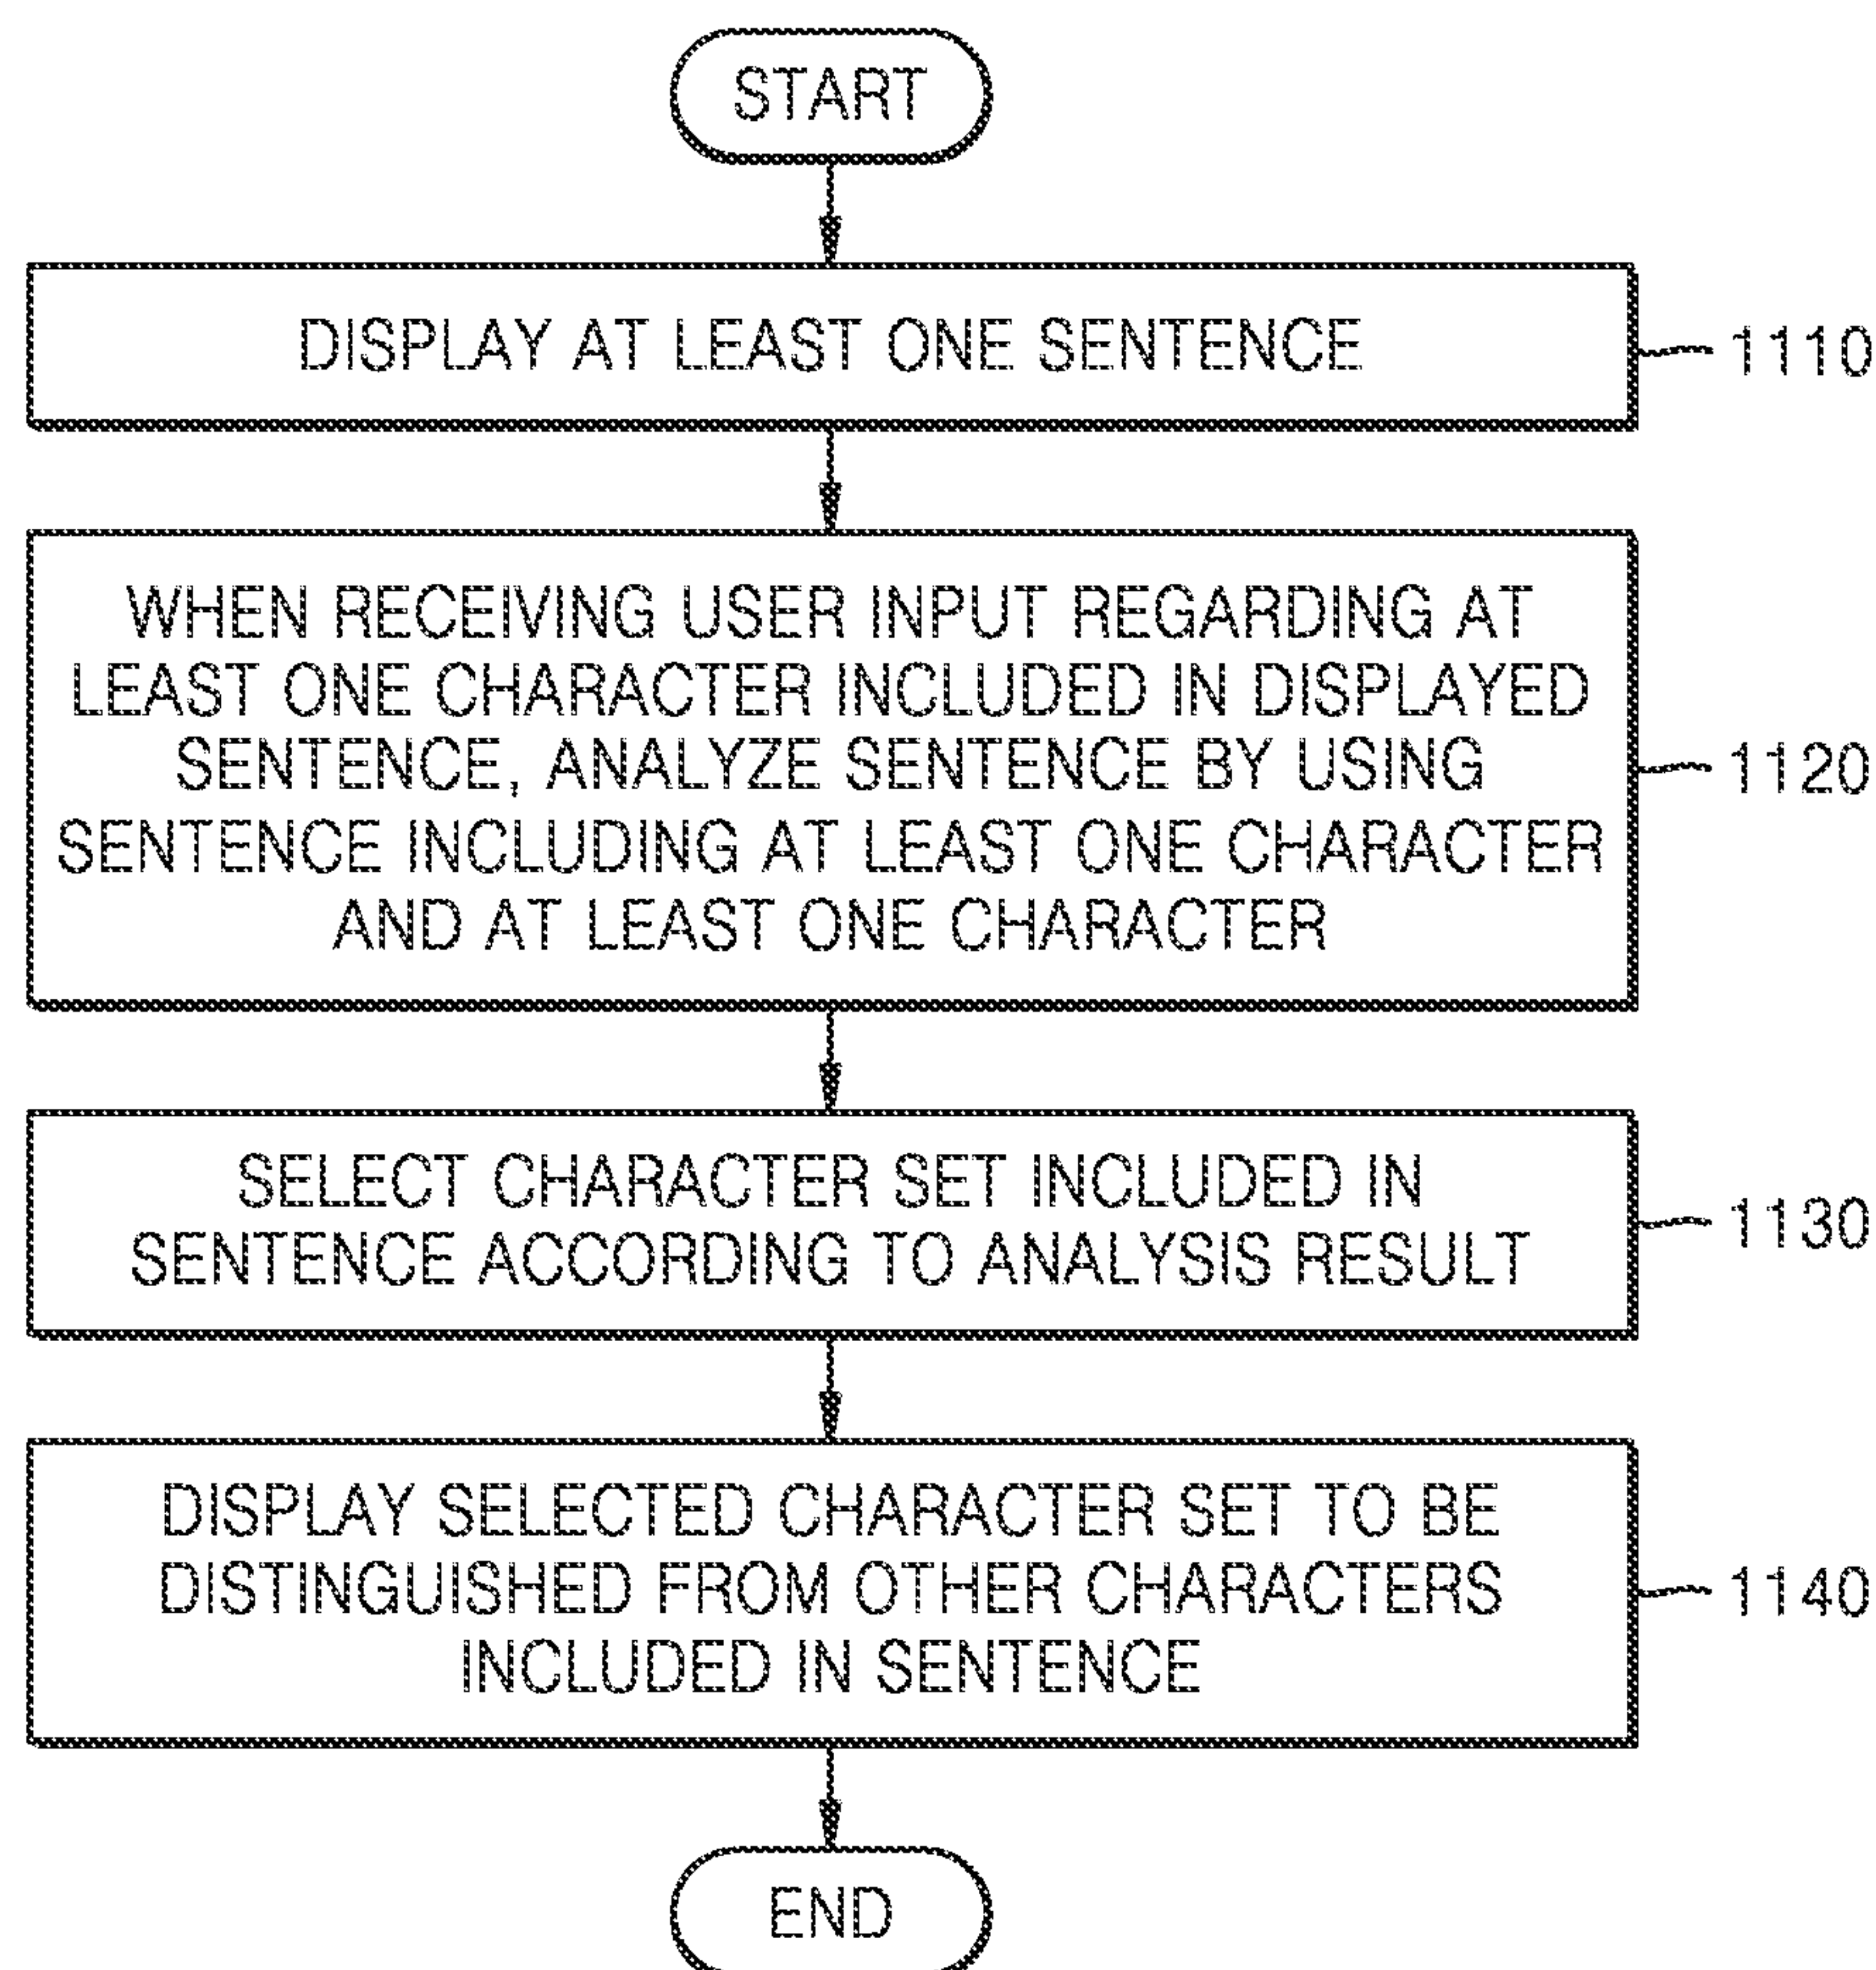 START
DISPLAY AT LEAST ONE SENTENCE
1110
WHEN RECEIVING USER INPUT REGARDING AT
LEAST ONE CHARACTER INCLUDED IN DISPLAYED
SENTENCE, ANALYZE SENTENCE BY USING
SENTENCE INCLUDING AT LEAST ONE CHARACTER
AND AT LEAST ONE CHARACTER
1120
SELECT CHARACTER SET INCLUDED IN
SENTENCE ACCORDING TO ANALYSIS RESULT
1130
DISPLAY SELECTED CHARACTER SET TO BE
DISTINGUISHED FROM OTHER CHARACTERS
INCLUDED IN SENTENCE
1140
END